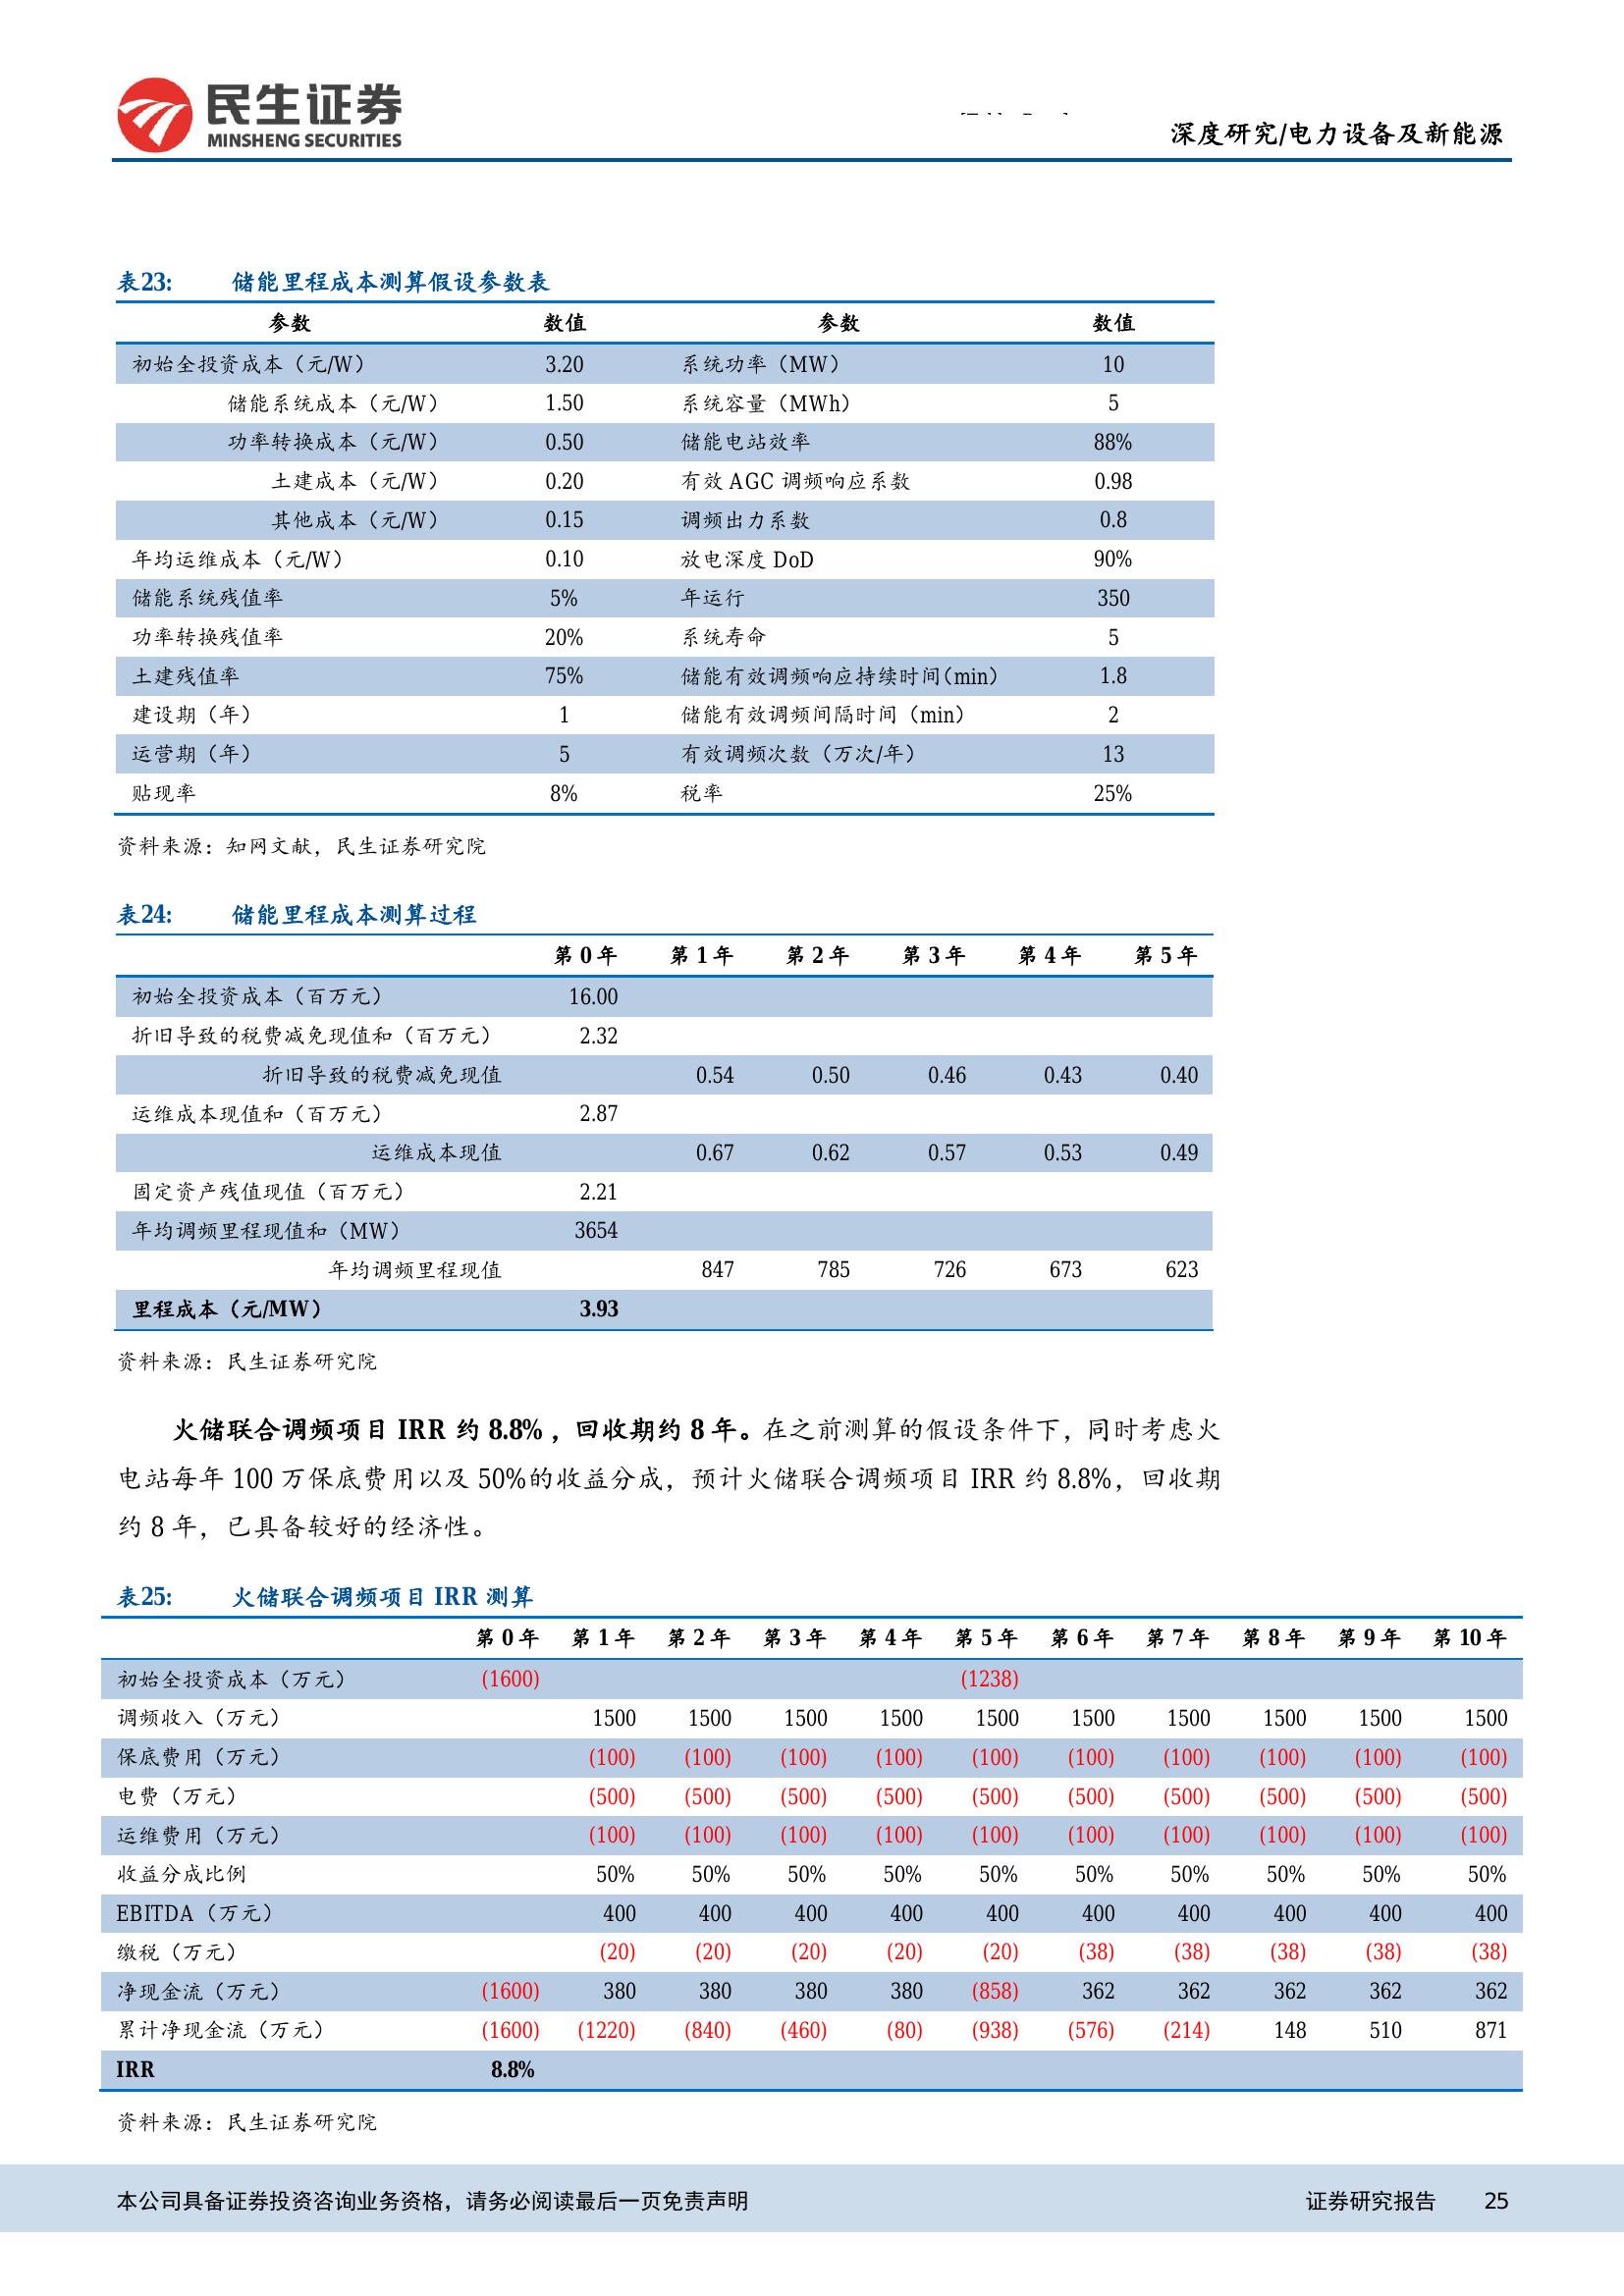 民生证券
MINSHENG SECURITIES
深度研究/电力设备及新能源
表23: 储能里程成本测算假设参数表
参数 数值 参数 数值
初始全投资成本（元/W） 3.20 系统功率（MW） 10
储能系统成本（元/W） 1.50 系统容量（MWh） 5
功率转换成本（元/W） 0.50 储能电站效率 88%
土建成本（元/W） 0.20 有效 AGC 调频响应系数 0.98
其他成本（元/W） 0.15 调频出力系数 0.8
年均运维成本（元/W） 0.10 放电深度 DoD 90%
储能系统残值率 5% 年运行 350
功率转换残值率 20% 系统寿命 5
土建残值率 75% 储能有效调频响应持续时间(min) 1.8
建设期（年） 1 储能有效调频间隔时间（min） 2
运营期（年） 5 有效调频次数（万次/年） 13
贴现率 8% 税率 25%
资料来源：知网文献，民生证券研究院
表24: 储能里程成本测算过程
第 0 年 第 1 年 第 2 年 第 3 年 第 4 年 第 5 年
初始全投资成本（百万元） 16.00
折旧导致的税费减免现值和（百万元） 2.32
折旧导致的税费减免现值 0.54 0.50 0.46 0.43 0.40
运维成本现值和（百万元） 2.87
运维成本现值 0.67 0.62 0.57 0.53 0.49
固定资产残值现值（百万元） 2.21
年均调频里程现值和（MW） 3654
年均调频里程现值 847 785 726 673 623
里程成本（元/MW） 3.93
资料来源：民生证券研究院
火储联合调频项目 IRR 约 8.8%，回收期约 8 年。在之前测算的假设条件下，同时考虑火
电站每年 100 万保底费用以及 50%的收益分成，预计火储联合调频项目 IRR 约 8.8%，回收期
约 8 年，已具备较好的经济性。
表25: 火储联合调频项目 IRR 测算
第 0 年 第 1 年 第 2 年 第 3 年 第 4 年 第 5 年 第 6 年 第 7 年 第 8 年 第 9 年 第 10 年
初始全投资成本（万元） (1600) (1238)
调频收入（万元） 1500 1500 1500 1500 1500 1500 1500 1500 1500 1500
保底费用（万元） (100) (100) (100) (100) (100) (100) (100) (100) (100) (100)
电费（万元） (500) (500) (500) (500) (500) (500) (500) (500) (500) (500)
运维费用（万元） (100) (100) (100) (100) (100) (100) (100) (100) (100) (100)
收益分成比例 50% 50% 50% 50% 50% 50% 50% 50% 50% 50%
EBITDA（万元） 400 400 400 400 400 400 400 400 400 400
缴税（万元） (20) (20) (20) (20) (20) (38) (38) (38) (38) (38)
净现金流（万元） (1600) 380 380 380 380 (858) 362 362 362 362 362
累计净现金流（万元） (1600) (1220) (840) (460) (80) (938) (576) (214) 148 510 871
IRR 8.8%
资料来源：民生证券研究院
本公司具备证券投资咨询业务资格，请务必阅读最后一页免责声明 证券研究报告 25